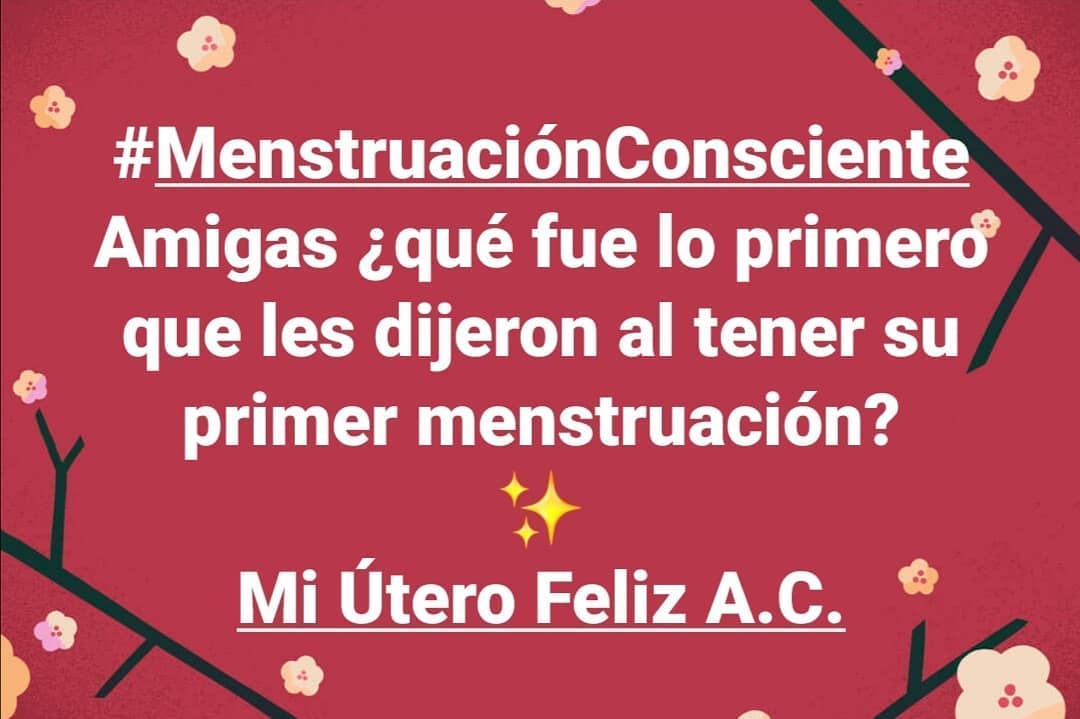 #MenstruaciónConsciente
Amigas ¿qué fue lo primero
que les dijeron al tener su
primer menstruación?
✨
Mi Útero Feliz A.C.